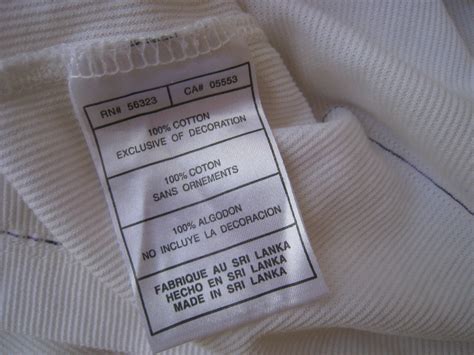 RN# 56323 CA# 05553
100% COTTON
EXCLUSIVE OF DECORATION
100% COTON
SANS ORNEMENTS
100% ALGODON
NO INCLUYE LA DECORACION
FABRIQUE AU SRI LANKA
HECHO EN SRI LANKA
MADE IN SRI LANKA